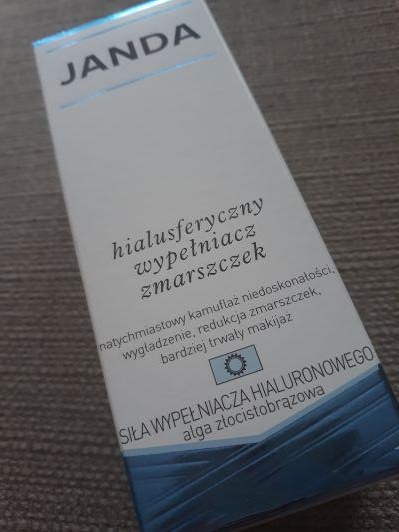 JANDA
hialusferyczny
wypełniacz
zmarszczek
natychmiastowy kamuflaż niedoskonałości,
wygładzenie, redukcja zmarszczek,
bardziej trwały makijaż
SIŁA WYPEŁNIACZA HIALURONOWEGO
alga złocistobrązowa